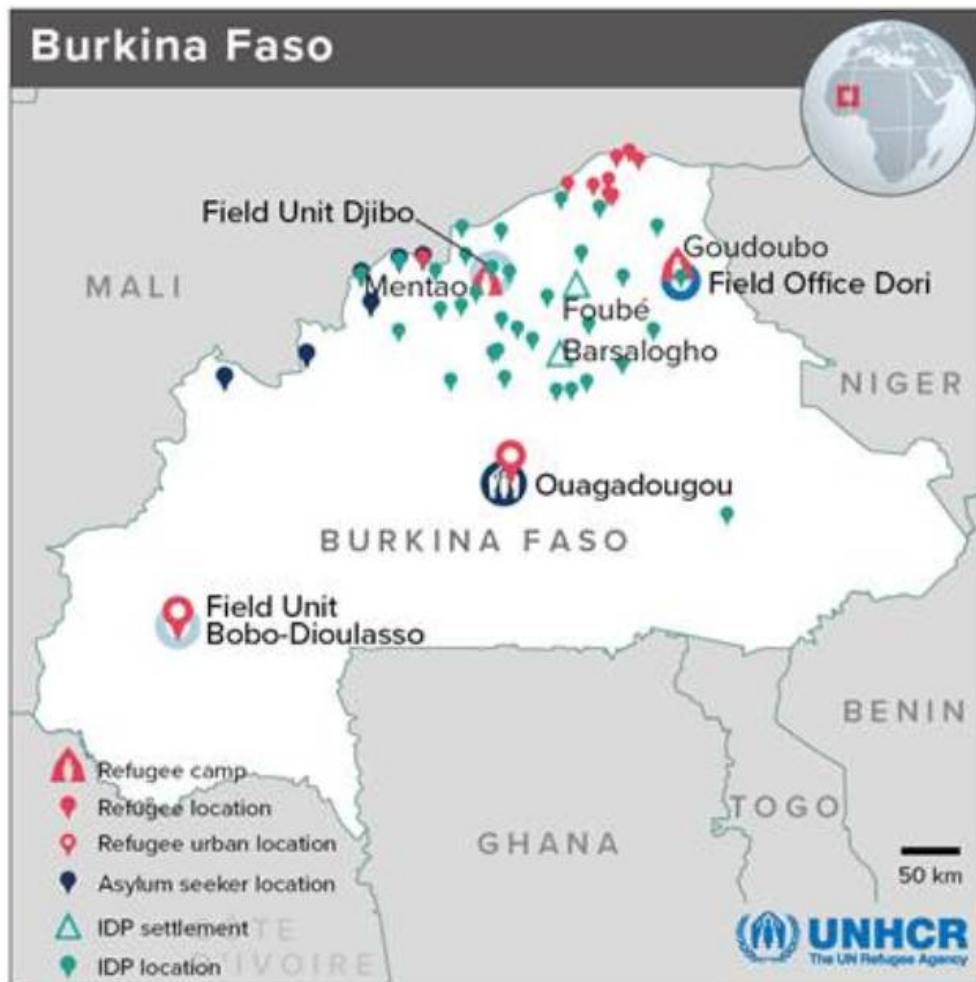 Burkina Faso
Field Unit Djibo
MALI
Mentao
Goudoubo
Field Office Dori
Foubé
Barsalogho
NIGER
Ouagadougou
BURKINA FASO
Field Unit
Bobo-Dioulasso
BENIN
TOGO
GHANA
Refugee camp
Refugee location
Refugee urban location
Asylum seeker location
IDP settlement
IDP location
CÔTE
D'IVOIRE
50 km
UNHCR
The UN Refugee Agency